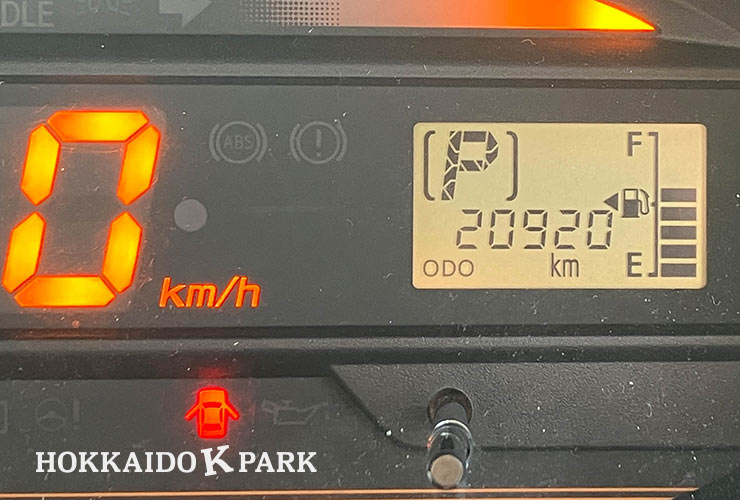 DLE
ABS
0
km/h
[P]
F
20920
ODO km E
HOKKAIDO K PARK